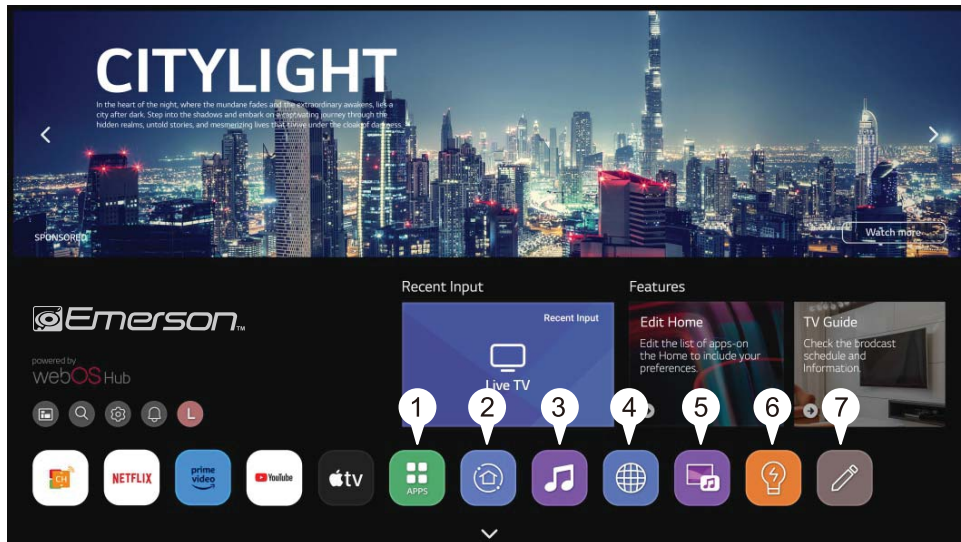 CITYLIGHT
In the heart of the night, where the mundane fades and the extraordinary awakens, lies a
city after dark. Step into the shadows and embark on a captivating journey through the
hidden realms, untold stories, and mesmerizing lives that thrive under the cloak of darkness.
SPONSORED
Watch more
Recent Input
Features
Emerson™
powered by
webOS Hub
Recent Input
Live TV
Edit Home
Edit the list of apps-on
the Home to include your
preferences.
TV Guide
Check the brodcast
schedule and
Information.
L
1
2
3
4
5
6
7
CH
NETFLIX
prime
video
YouTube
tv
APPS